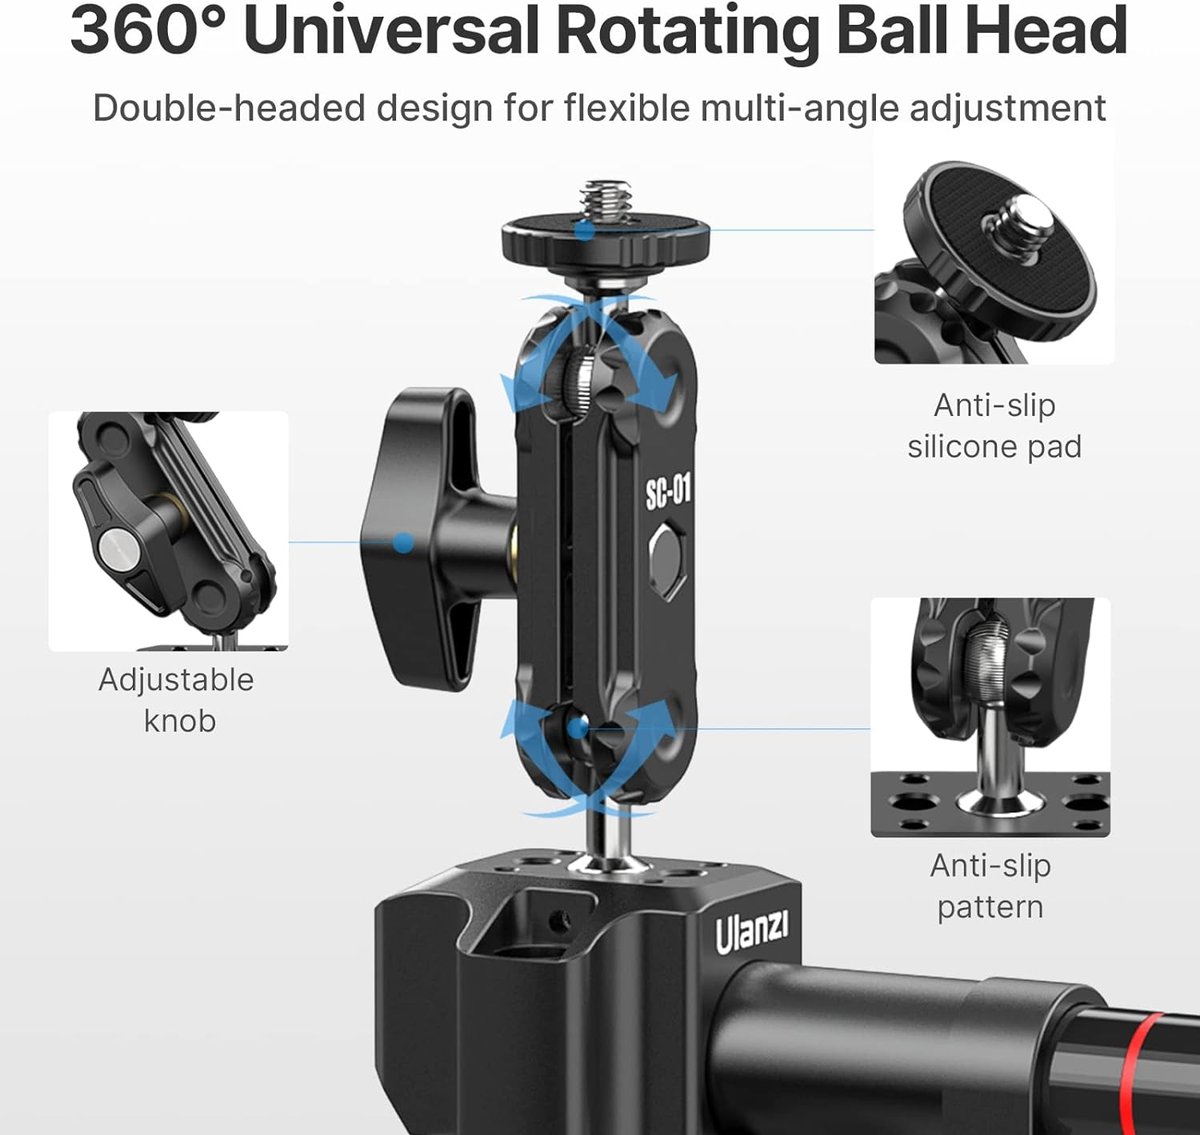 360° Universal Rotating Ball Head
Double-headed design for flexible multi-angle adjustment
Anti-slip
silicone pad
SC-01
Adjustable
knob
Anti-slip
pattern
Ulanzi